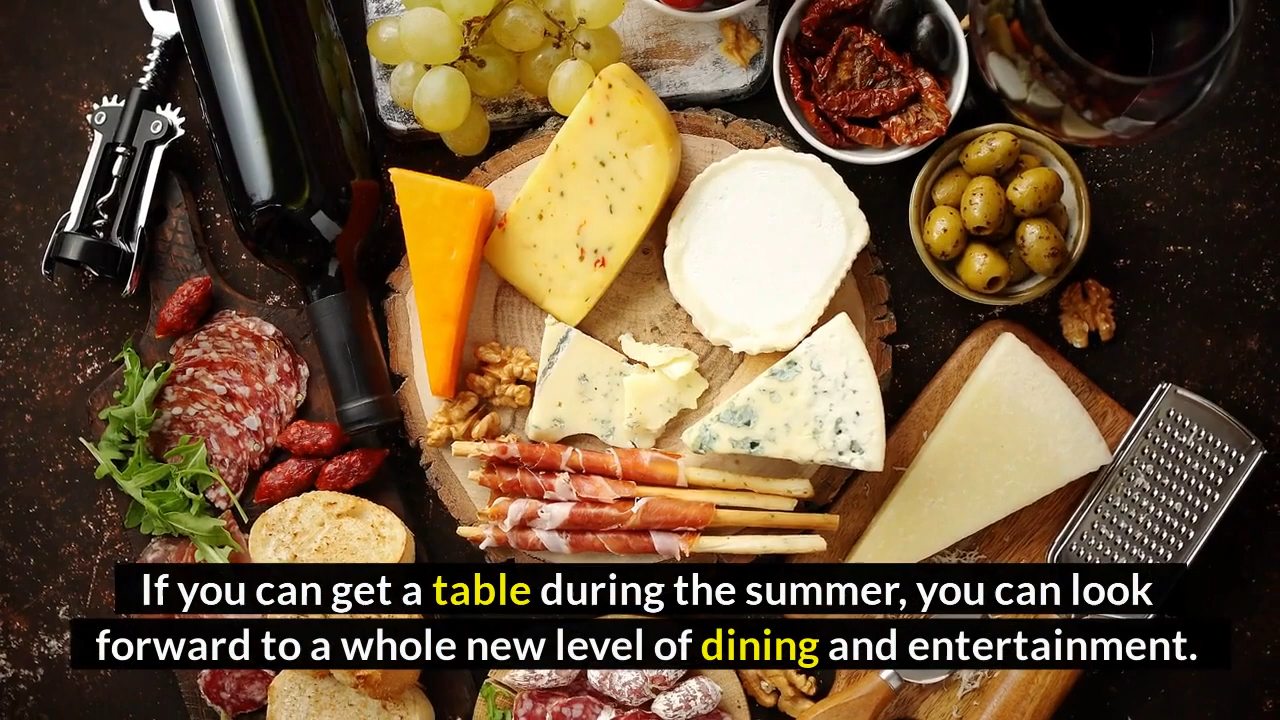 If you can get a table during the summer, you can look
forward to a whole new level of dining and entertainment.